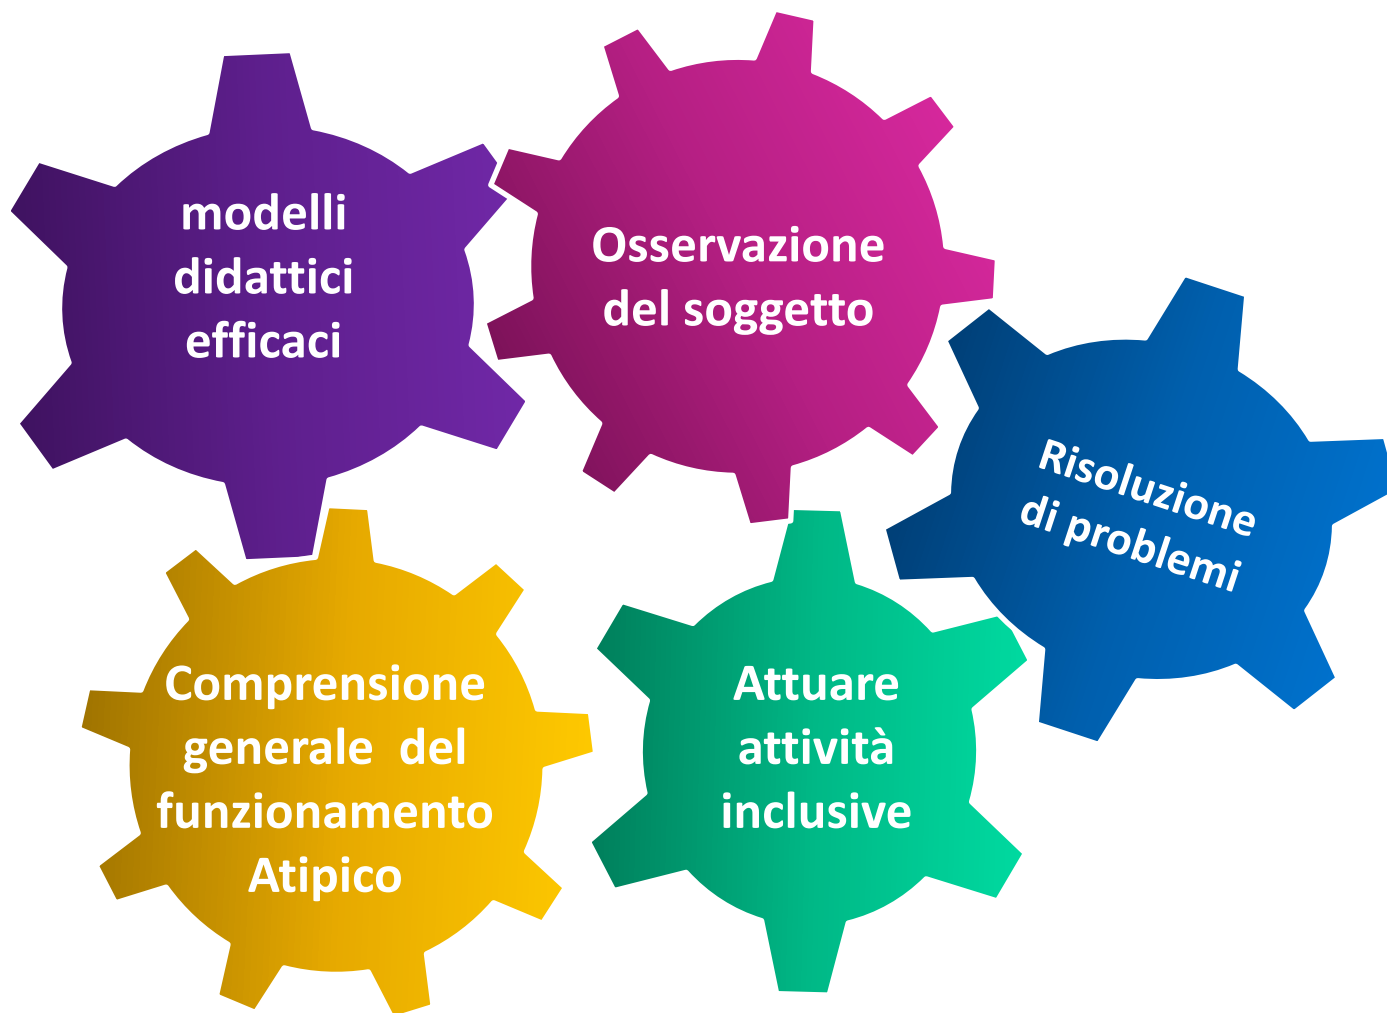 modelli
didattici
efficaci
Osservazione
del soggetto
Risoluzione
di problemi
Comprensione
generale  del
funzionamento
Atipico
Attuare
attività
inclusive